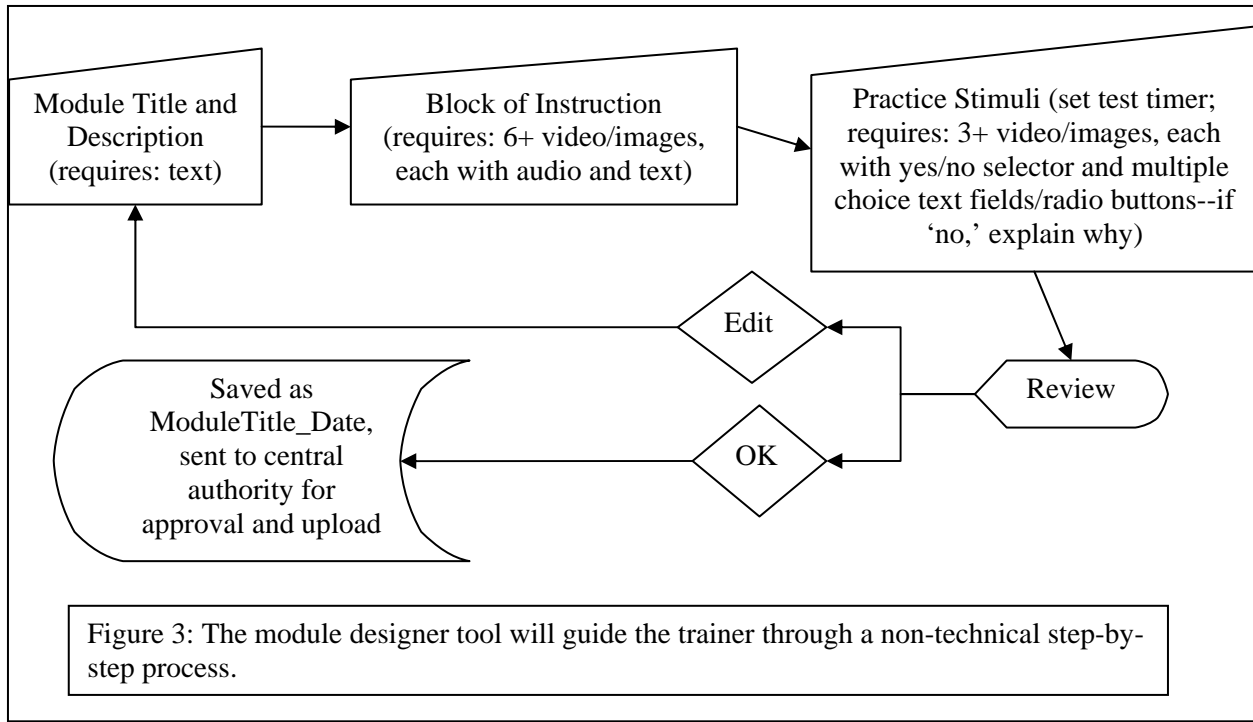 Module Title and
Description
(requires: text)
Block of Instruction
(requires: 6+ video/images,
each with audio and text)
Practice Stimuli (set test timer;
requires: 3+ video/images, each
with yes/no selector and multiple
choice text fields/radio buttons--if
‘no,’ explain why)
Edit
Review
Saved as
ModuleTitle_Date,
sent to central
authority for
approval and upload
OK
Figure 3: The module designer tool will guide the trainer through a non-technical step-by-
step process.